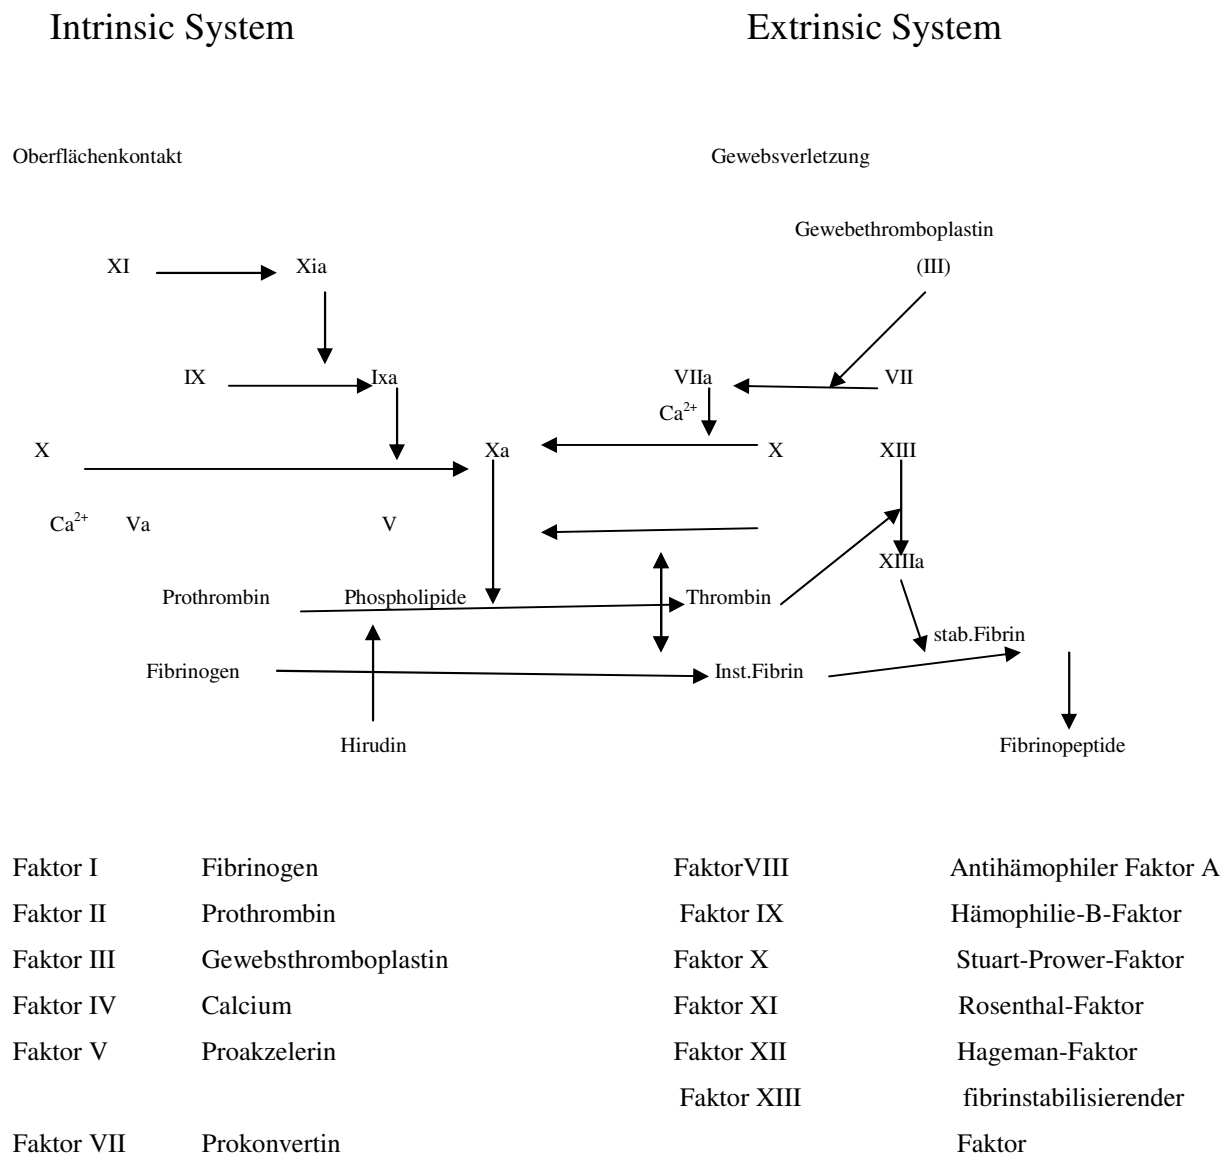 Intrinsic System Extrinsic System
Oberflächenkontakt Gewebsverletzung
Gewebethromboplastin
XI Xia (III)
IX Ixa VIIa VII
Ca2+
X Xa X XIII
Ca2+ Va V
XIIIa
Prothrombin Phospholipide Thrombin
stab.Fibrin
Fibrinogen Inst.Fibrin
Hirudin Fibrinopeptide
Faktor I Fibrinogen FaktorVIII Antihämophiler Faktor A
Faktor II Prothrombin Faktor IX Hämophilie-B-Faktor
Faktor III Gewebsthromboplastin Faktor X Stuart-Prower-Faktor
Faktor IV Calcium Faktor XI Rosenthal-Faktor
Faktor V Proakzelerin Faktor XII Hageman-Faktor
Faktor XIII fibrinstabilisierender
Faktor VII Prokonvertin Faktor